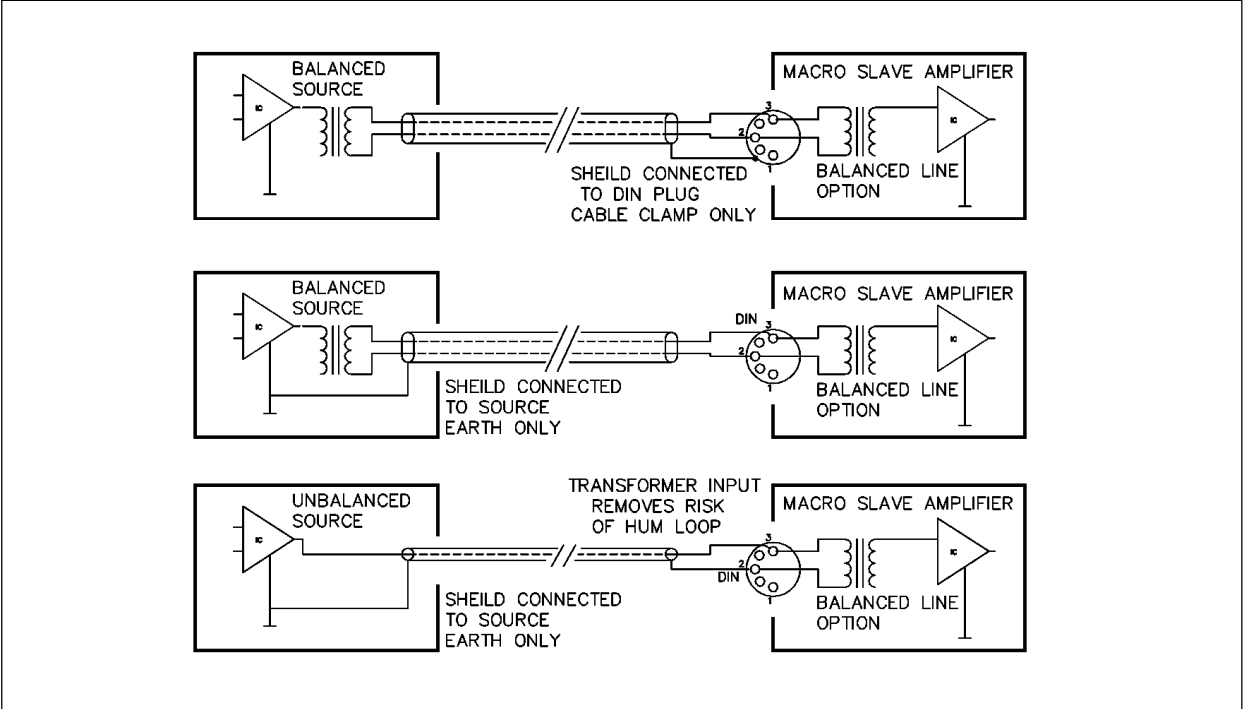 BALANCED
SOURCE
IC
MACRO SLAVE AMPLIFIER
3
2
1
IC
SHEILD CONNECTED
TO DIN PLUG
CABLE CLAMP ONLY
BALANCED LINE
OPTION
BALANCED
SOURCE
IC
MACRO SLAVE AMPLIFIER
DIN
3
2
1
IC
SHEILD CONNECTED
TO SOURCE
EARTH ONLY
BALANCED LINE
OPTION
UNBALANCED
SOURCE
IC
TRANSFORMER INPUT
REMOVES RISK
OF HUM LOOP
MACRO SLAVE AMPLIFIER
3
2
DIN
1
IC
SHEILD CONNECTED
TO SOURCE
EARTH ONLY
BALANCED LINE
OPTION